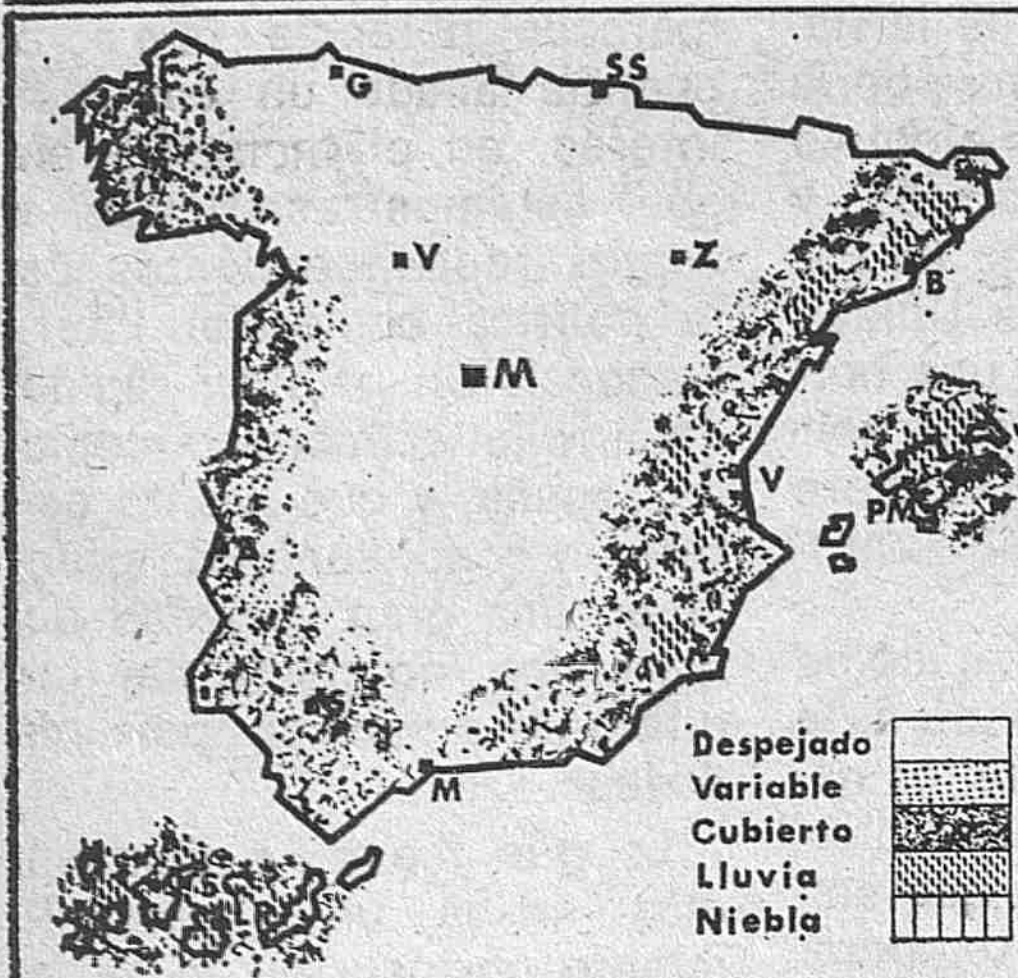 G
SS
V
Z
B
M
V
PM
M
Despejado
Variable
Cubierto
Lluvia
Niebla